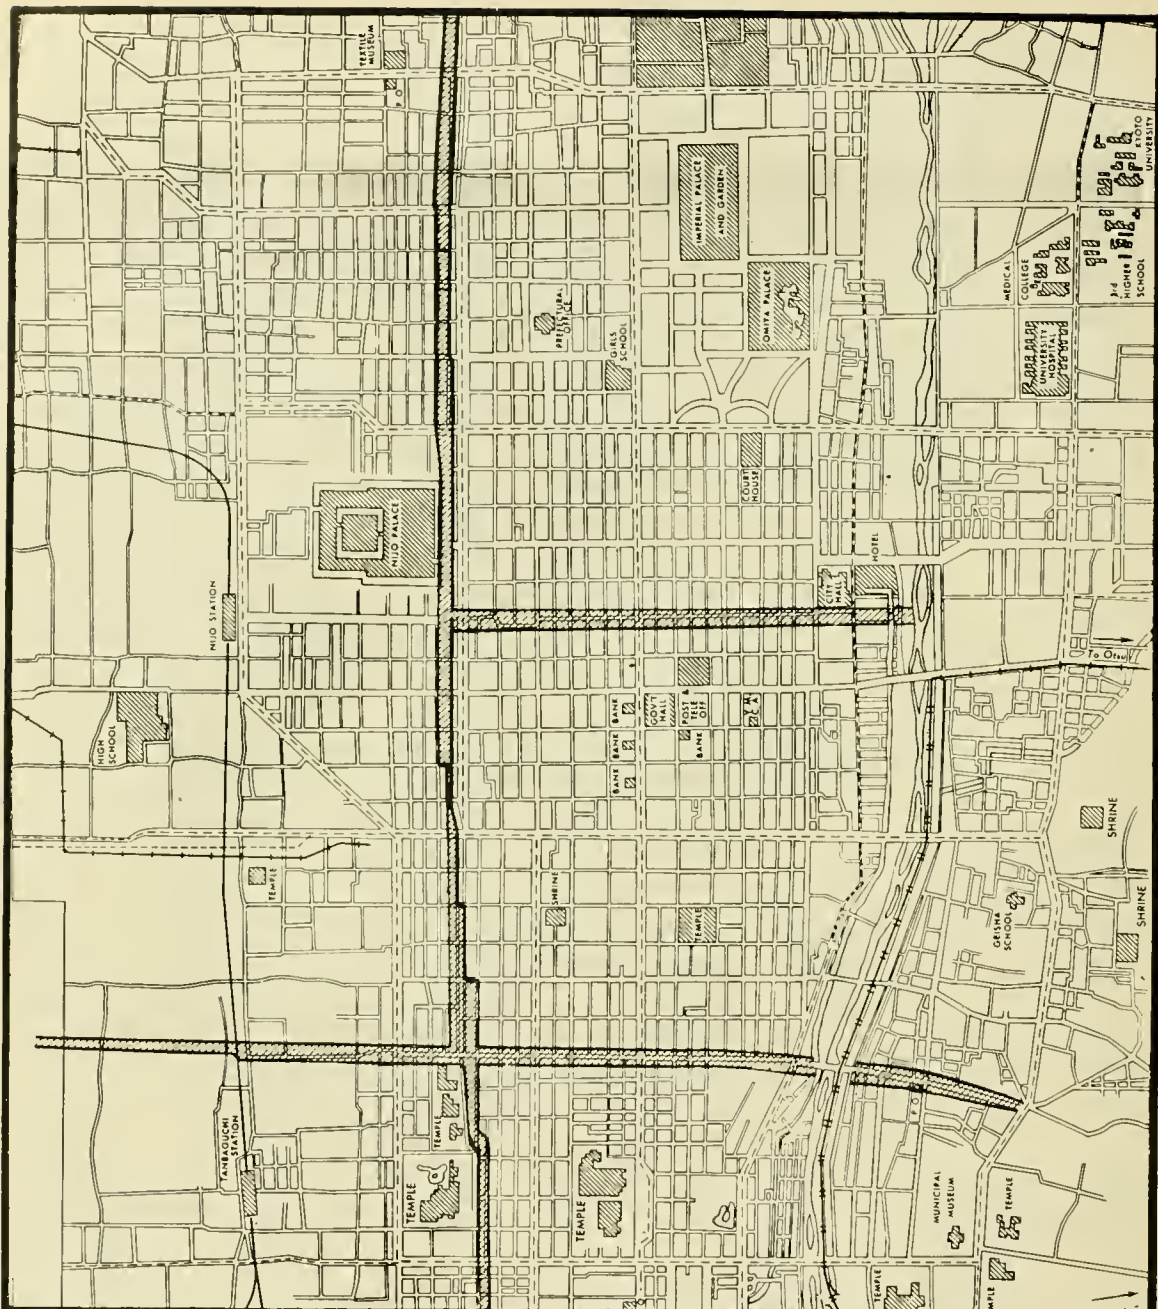 TEXTILE
MUSEUM
P O
IMPERIAL PALACE
AND GARDEN
KYOTO
UNIVERSITY
MEDICAL
COLLEGE
3rd
HIGHER
SCHOOL
PREFECTURAL
OFFICE
GIRLS
SCHOOL
OMIYA PALACE
UNIVERSITY
HOSPITAL
COURT
HOUSE
NIJO PALACE
HOTEL
CITY
HALL
NIJO STATION
To Otsu
HIGH
SCHOOL
BANK
GOV'T
HALL
POST &
TELE
OFF
Y M
C A
BANK
BANK
BANK
SHRINE
TEMPLE
SHRINE
TEMPLE
GEISHA
SCHOOL
SHRINE
TANBAGUCHI
STATION
TEMPLE
P O
TEMPLE
TEMPLE
MUNICIPAL
MUSEUM
TEMPLE
TEMPLE
MPLE